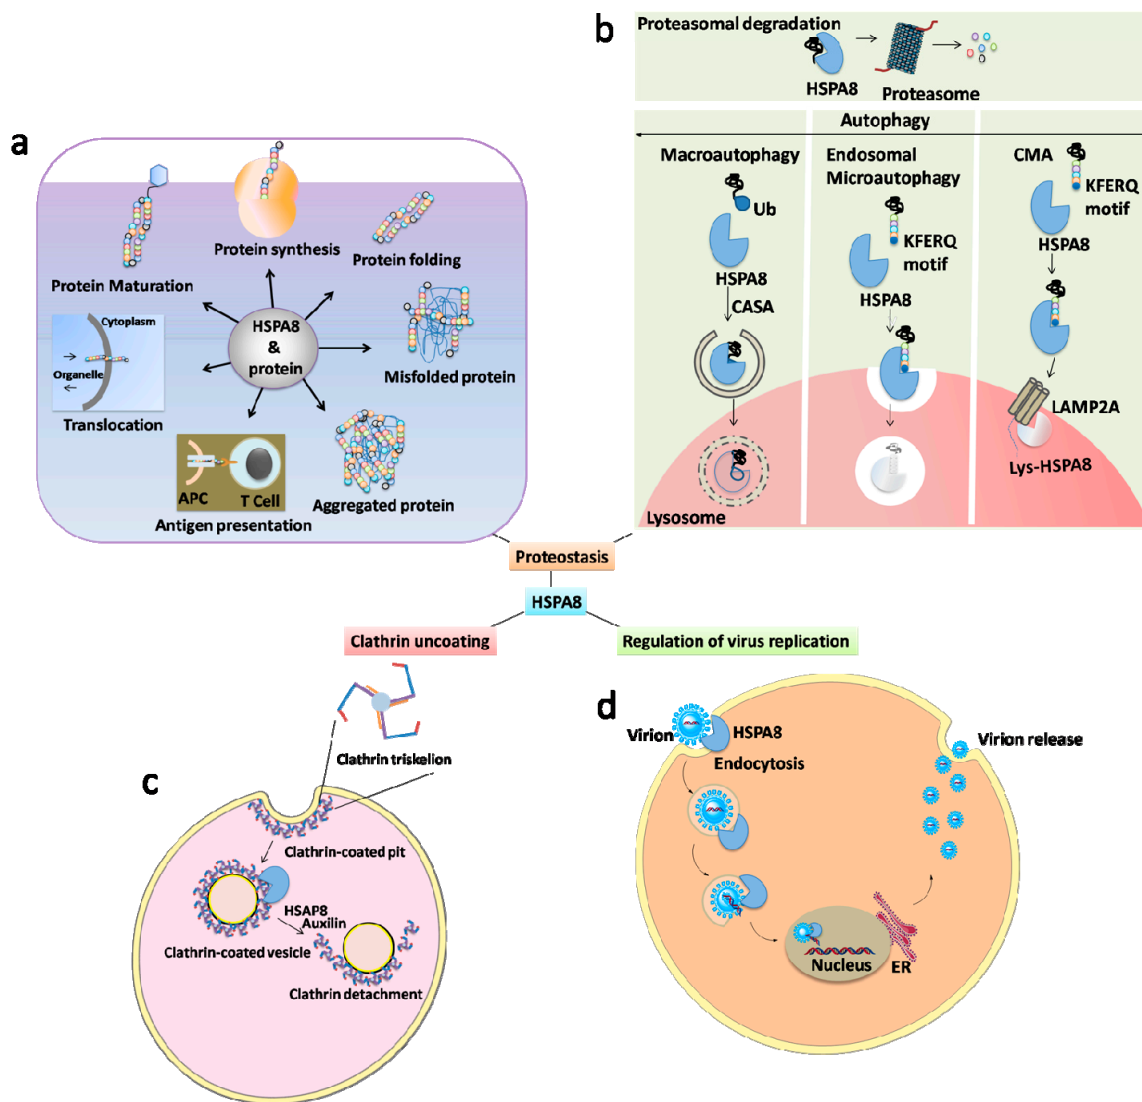 a
Protein synthesis
Protein folding
Protein Maturation
HSPA8
&
protein
Cytoplasm
Organelle
Translocation
Misfolded protein
APC
T Cell
Antigen presentation
Aggregated protein
b
Proteasomal degradation
HSPA8
Proteasome
Autophagy
Macroautophagy
Ub
HSPA8
CASA
Lysosome
Endosomal
Microautophagy
KFERQ
motif
HSPA8
CMA
KFERQ
motif
HSPA8
LAMP2A
Lys-HSPA8
Proteostasis
HSPA8
Clathrin uncoating
Regulation of virus replication
c
Clathrin triskelion
Clathrin-coated pit
HSAP8
Auxilin
Clathrin-coated vesicle
Clathrin detachment
d
Virion
HSPA8
Endocytosis
Virion release
Nucleus
ER